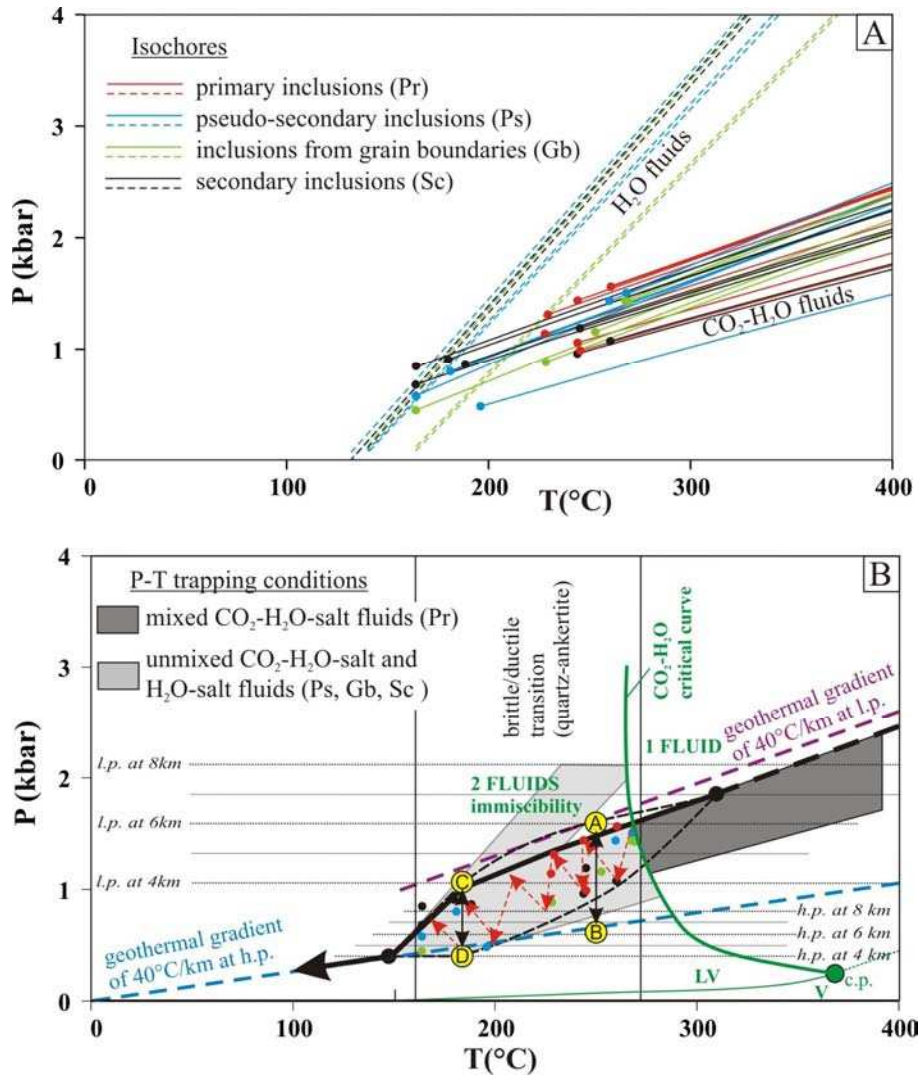 A
4
Isochores
primary inclusions (Pr)
pseudo-secondary inclusions (Ps)
inclusions from grain boundaries (Gb)
secondary inclusions (Sc)
H₂O fluids
CO₂-H₂O fluids
3
2
1
0
P (kbar)
0
100
200
300
400
T(°C)
B
4
P-T trapping conditions
mixed CO₂-H₂O-salt fluids (Pr)
unmixed CO₂-H₂O-salt and
H₂O-salt fluids (Ps, Gb, Sc )
brittle/ductile
transition
(quartz-ankertite)
CO₂-H₂O
critical curve
geothermal gradient
of 40°C/km at l.p.
3
2
1
0
P (kbar)
l.p. at 8km
l.p. at 6km
l.p. at 4km
2 FLUIDS
immiscibility
1 FLUID
A
C
B
D
h.p. at 8 km
h.p. at 6 km
h.p. at 4 km
geothermal gradient
of 40°C/km at h.p.
LV
V
c.p.
0
100
200
300
400
T(°C)